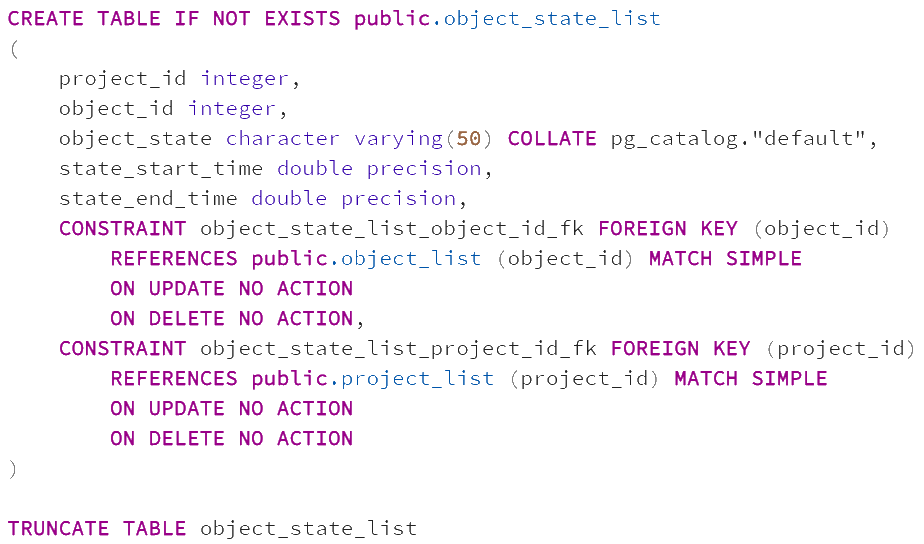 CREATE TABLE IF NOT EXISTS public.object_state_list
(
    project_id integer,
    object_id integer,
    object_state character varying(50) COLLATE pg_catalog."default",
    state_start_time double precision,
    state_end_time double precision,
    CONSTRAINT object_state_list_object_id_fk FOREIGN KEY (object_id)
        REFERENCES public.object_list (object_id) MATCH SIMPLE
        ON UPDATE NO ACTION
        ON DELETE NO ACTION,
    CONSTRAINT object_state_list_project_id_fk FOREIGN KEY (project_id)
        REFERENCES public.project_list (project_id) MATCH SIMPLE
        ON UPDATE NO ACTION
        ON DELETE NO ACTION
)
TRUNCATE TABLE object_state_list